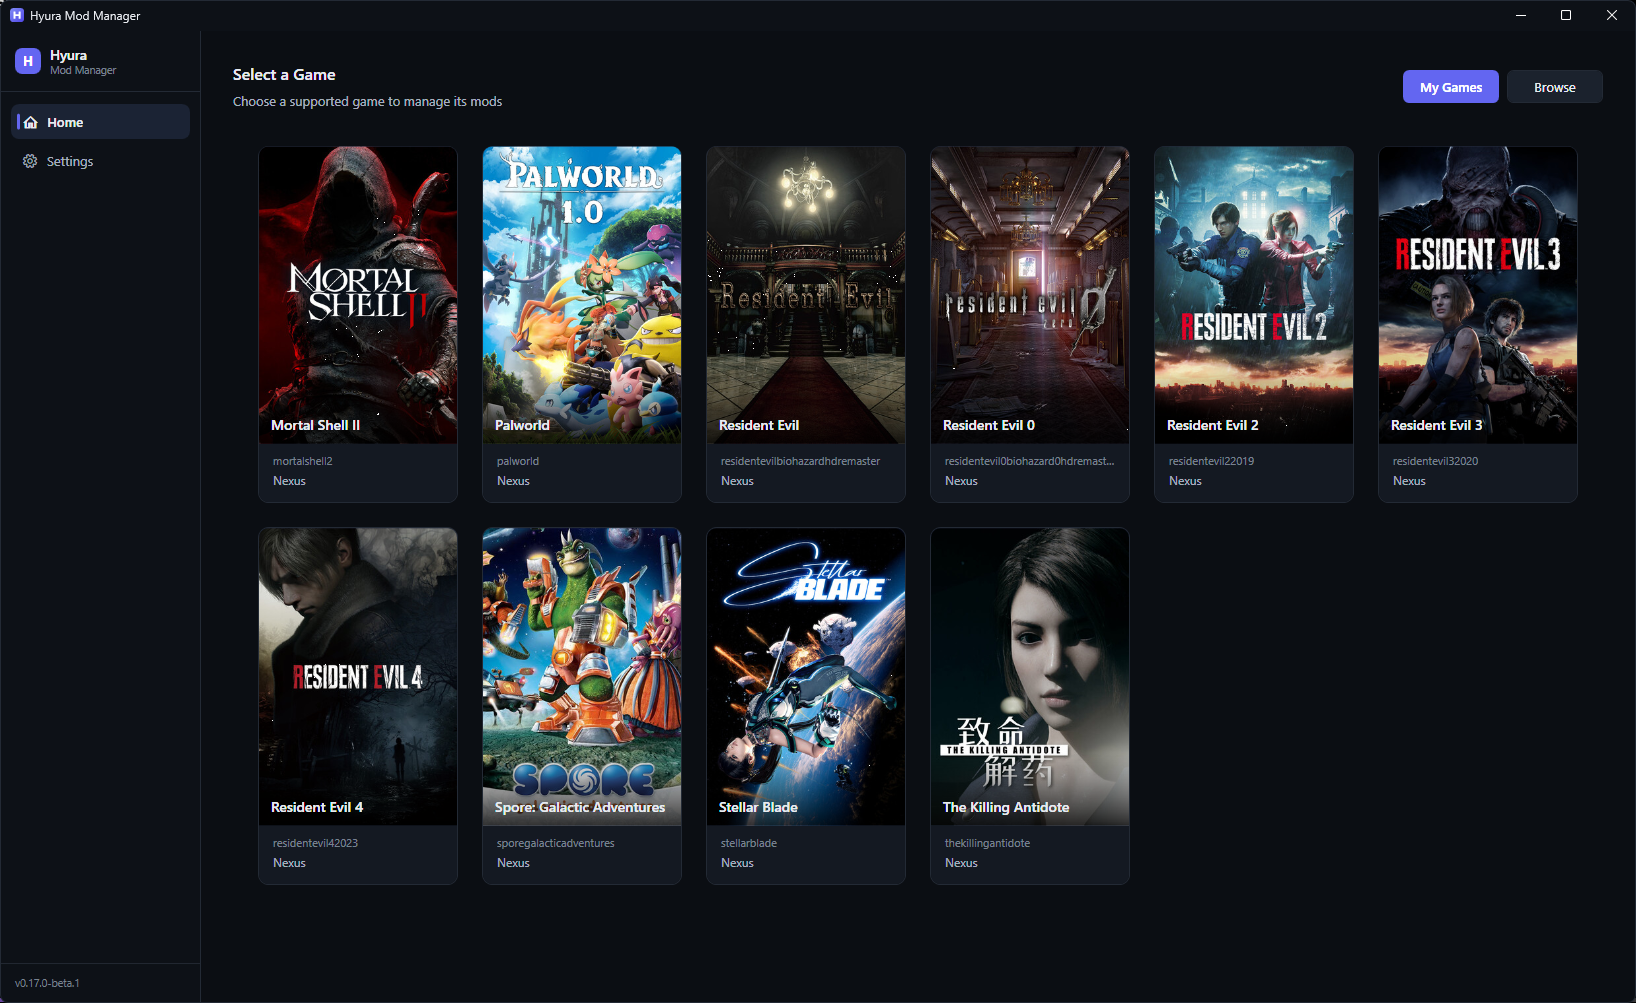 H Hyura Mod Manager
H
Hyura
Mod Manager
Home
Settings
Select a Game
Choose a supported game to manage its mods
My Games
Browse
MORTAL
SHELL II
Mortal Shell II
mortalshell2
Nexus
PALWORLD
1.0
Palworld
palworld
Nexus
Resident Evil
Resident Evil
residentevilbiohazardhdremaster
Nexus
resident evil 0
zero
Resident Evil 0
residentevil0biohazard0hdremast...
Nexus
RESIDENT EVIL 2
Resident Evil 2
residentevil22019
Nexus
RESIDENT EVIL 3
Resident Evil 3
residentevil32020
Nexus
RESIDENT EVIL 4
Resident Evil 4
residentevil42023
Nexus
SPORE
Spore: Galactic Adventures
sporegalacticadventures
Nexus
Stellar
BLADE
Stellar Blade
stellarblade
Nexus
致命
THE KILLING ANTIDOTE
解药
The Killing Antidote
thekillingantidote
Nexus
v0.17.0-beta.1